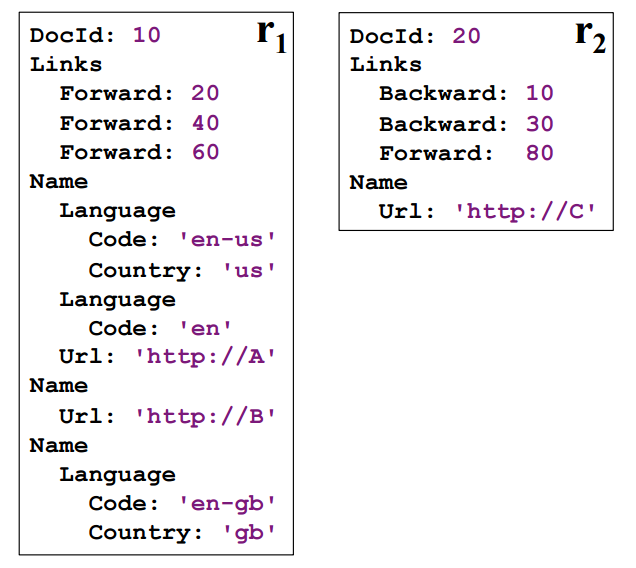 r1
DocId: 10
Links
  Forward: 20
  Forward: 40
  Forward: 60
Name
  Language
    Code: 'en-us'
    Country: 'us'
  Language
    Code: 'en'
  Url: 'http://A'
Name
  Url: 'http://B'
Name
  Language
    Code: 'en-gb'
    Country: 'gb'
r2
DocId: 20
Links
  Backward: 10
  Backward: 30
  Forward:  80
Name
  Url: 'http://C'